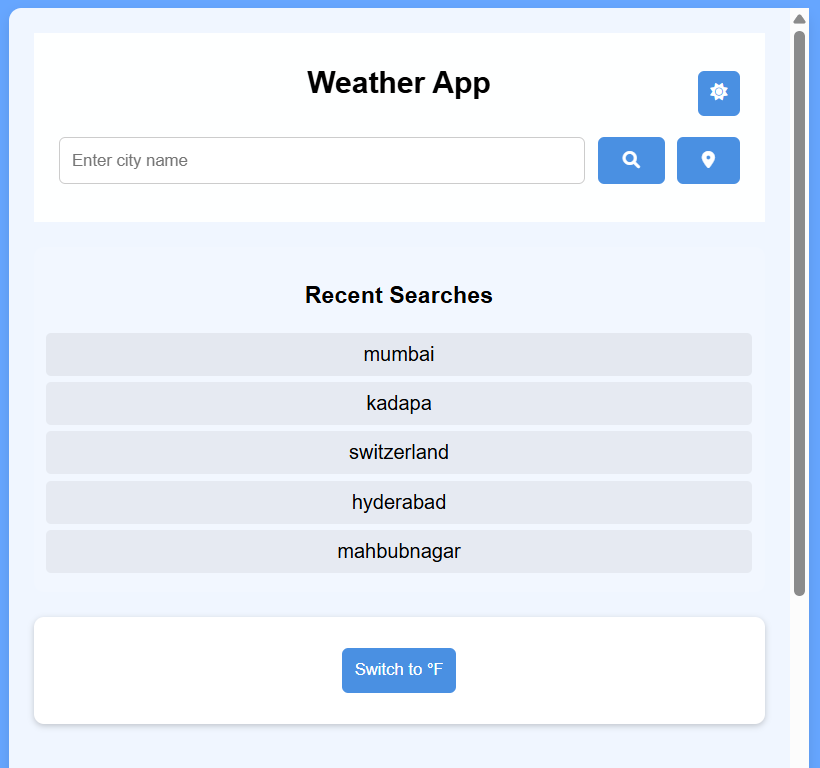 Weather App
Enter city name
Recent Searches
mumbai
kadapa
switzerland
hyderabad
mahbubnagar
Switch to °F